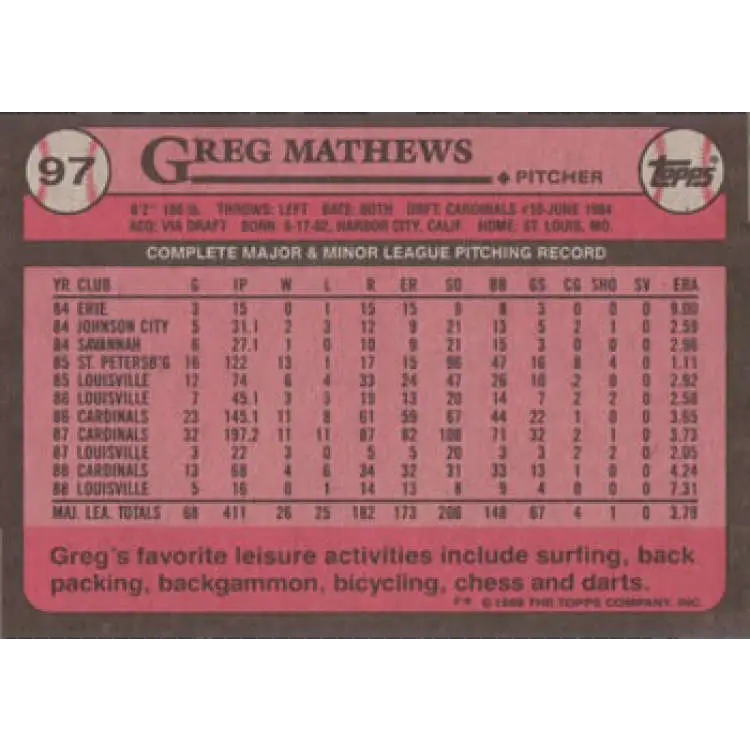 97
GREG MATHEWS
PITCHER
topps
6'2" 180 lb. THROWS: LEFT BATS: BOTH DRFT: CARDINALS #10-JUNE 1984
ACQ: VIA DRAFT BORN: 5-17-62, HARBOR CITY, CALIF. HOME: ST. LOUIS, MO.
COMPLETE MAJOR & MINOR LEAGUE PITCHING RECORD
YR CLUB G IP W L R ER SO BB GS CG SHO SV ERA
84 ERIE 3 15 0 1 15 15 9 8 3 0 0 0 9.00
84 JOHNSON CITY 5 31.1 2 3 12 9 21 13 5 2 1 0 2.59
84 SAVANNAH 6 27.1 1 0 10 9 21 15 3 0 0 0 2.96
85 ST. PETERSB'G 16 122 13 1 17 15 96 47 16 8 4 0 1.11
85 LOUISVILLE 12 74 6 4 33 24 47 26 10 2 0 0 2.92
86 LOUISVILLE 7 45.1 3 3 19 13 20 14 7 2 2 0 2.58
86 CARDINALS 23 145.1 11 8 61 59 67 44 22 1 0 0 3.65
87 CARDINALS 32 197.2 11 11 87 82 108 71 32 2 1 0 3.73
87 LOUISVILLE 3 22 3 0 5 5 20 3 3 2 2 0 2.05
88 CARDINALS 13 68 4 6 34 32 31 33 13 1 0 0 4.24
88 LOUISVILLE 5 16 0 1 14 13 8 9 4 0 0 0 7.31
MAJ. LEA. TOTALS 68 411 26 25 182 173 206 148 67 4 1 0 3.79
Greg's favorite leisure activities include surfing, back
packing, backgammon, bicycling, chess and darts.
F* © 1989 THE TOPPS COMPANY, INC.